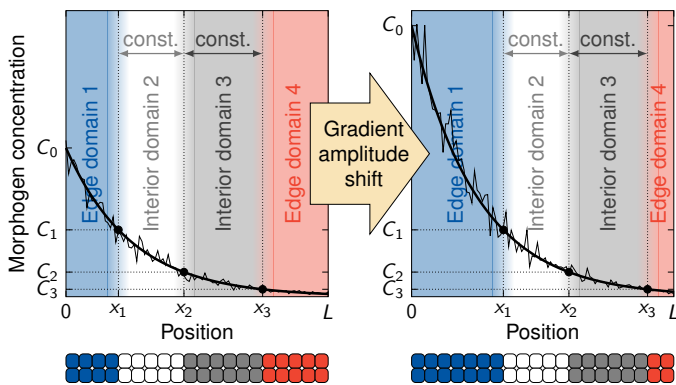 const.
const.
Morphogen concentration
C₀
C₁
C₂
C₃
Edge domain 1
Interior domain 2
Interior domain 3
Edge domain 4
0
x₁
x₂
x₃
L
Position
Gradient
amplitude
shift
const.
const.
C₀
C₁
C₂
C₃
Edge domain 1
Interior domain 2
Interior domain 3
Edge domain 4
0
x₁
x₂
x₃
L
Position